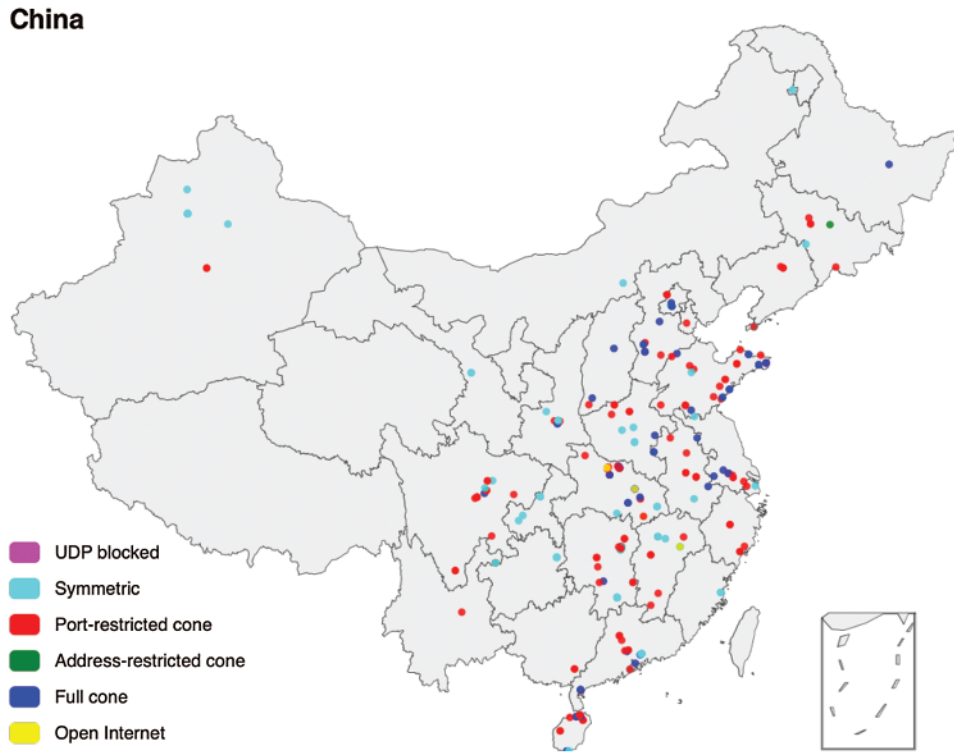 China
UDP blocked
Symmetric
Port-restricted cone
Address-restricted cone
Full cone
Open Internet